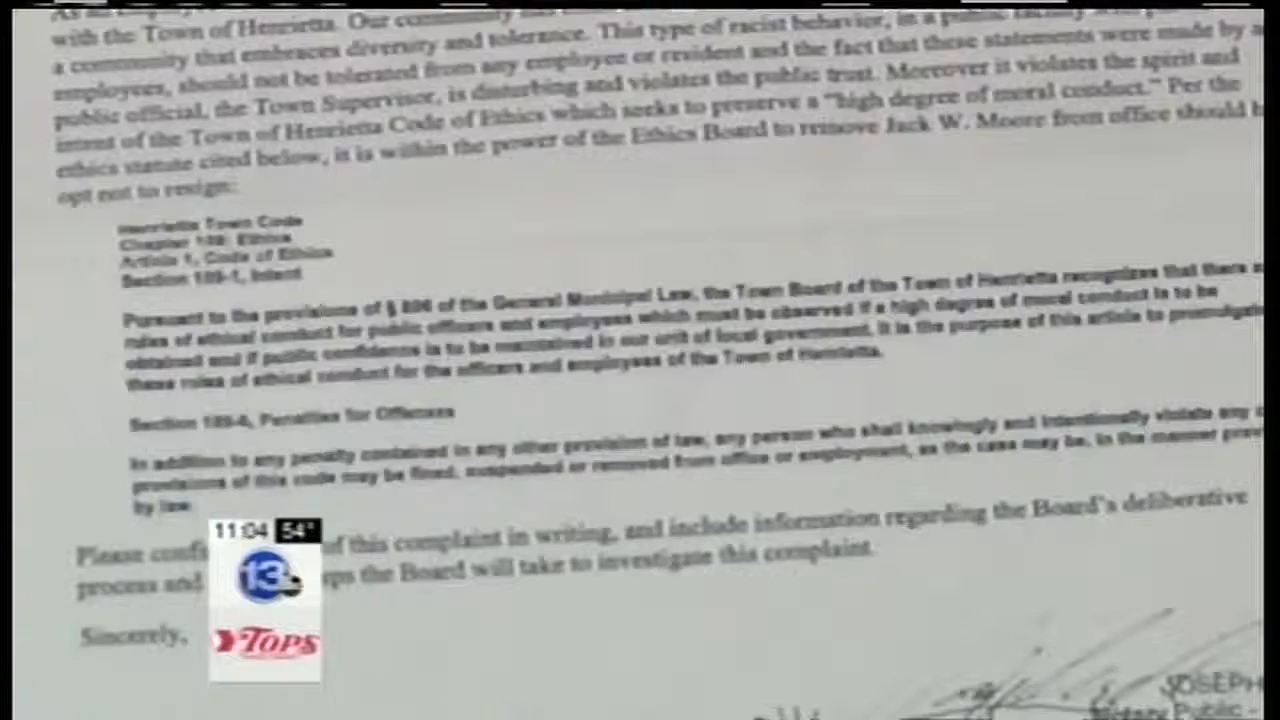 with the Town of Henrietta. Our community
a community that embraces diversity and tolerance. This type of racist behavior, in a public facility
employees, should not be tolerated from any employee or resident and the fact that these statements were made by a
public official, the Town Supervisor, is disturbing and violates the public trust. Moreover it violates the spirit and
intent of the Town of Henrietta Code of Ethics which seeks to preserve a "high degree of moral conduct." Per the
ethics statute cited below, it is within the power of the Ethics Board to remove Jack W. Moore from office should h
opt not to resign:
Henrietta Town Code
Ethics
Article 1, Code of Ethics
Section 189-1, Intent
Pursuant to the provisions of § 806 of the General Municipal Law, the Town Board of the Town of Henrietta recognizes that there a
rules of ethical conduct for public officers and employees which must be observed if a high degree of moral conduct is to be
obtained and if public confidence is to be maintained in our unit of local government. It is the purpose of this article to promulgate
these rules of ethical conduct for the officers and employees of the Town of Henrietta.
Penalties for Offenses
In addition to any penalty contained in any other provision of law, any person who shall knowingly and intentionally violate any
provisions of this code may be fined, suspended or removed from office or employment, as the case may be, in the manner prov
by law.
Please confi of this complaint in writing, and include information regarding the Board's deliberative
process and eps the Board will take to investigate this complaint.
Sincerely,
11:04 54°
13
TOPS
JOSEPH
Notary Public -